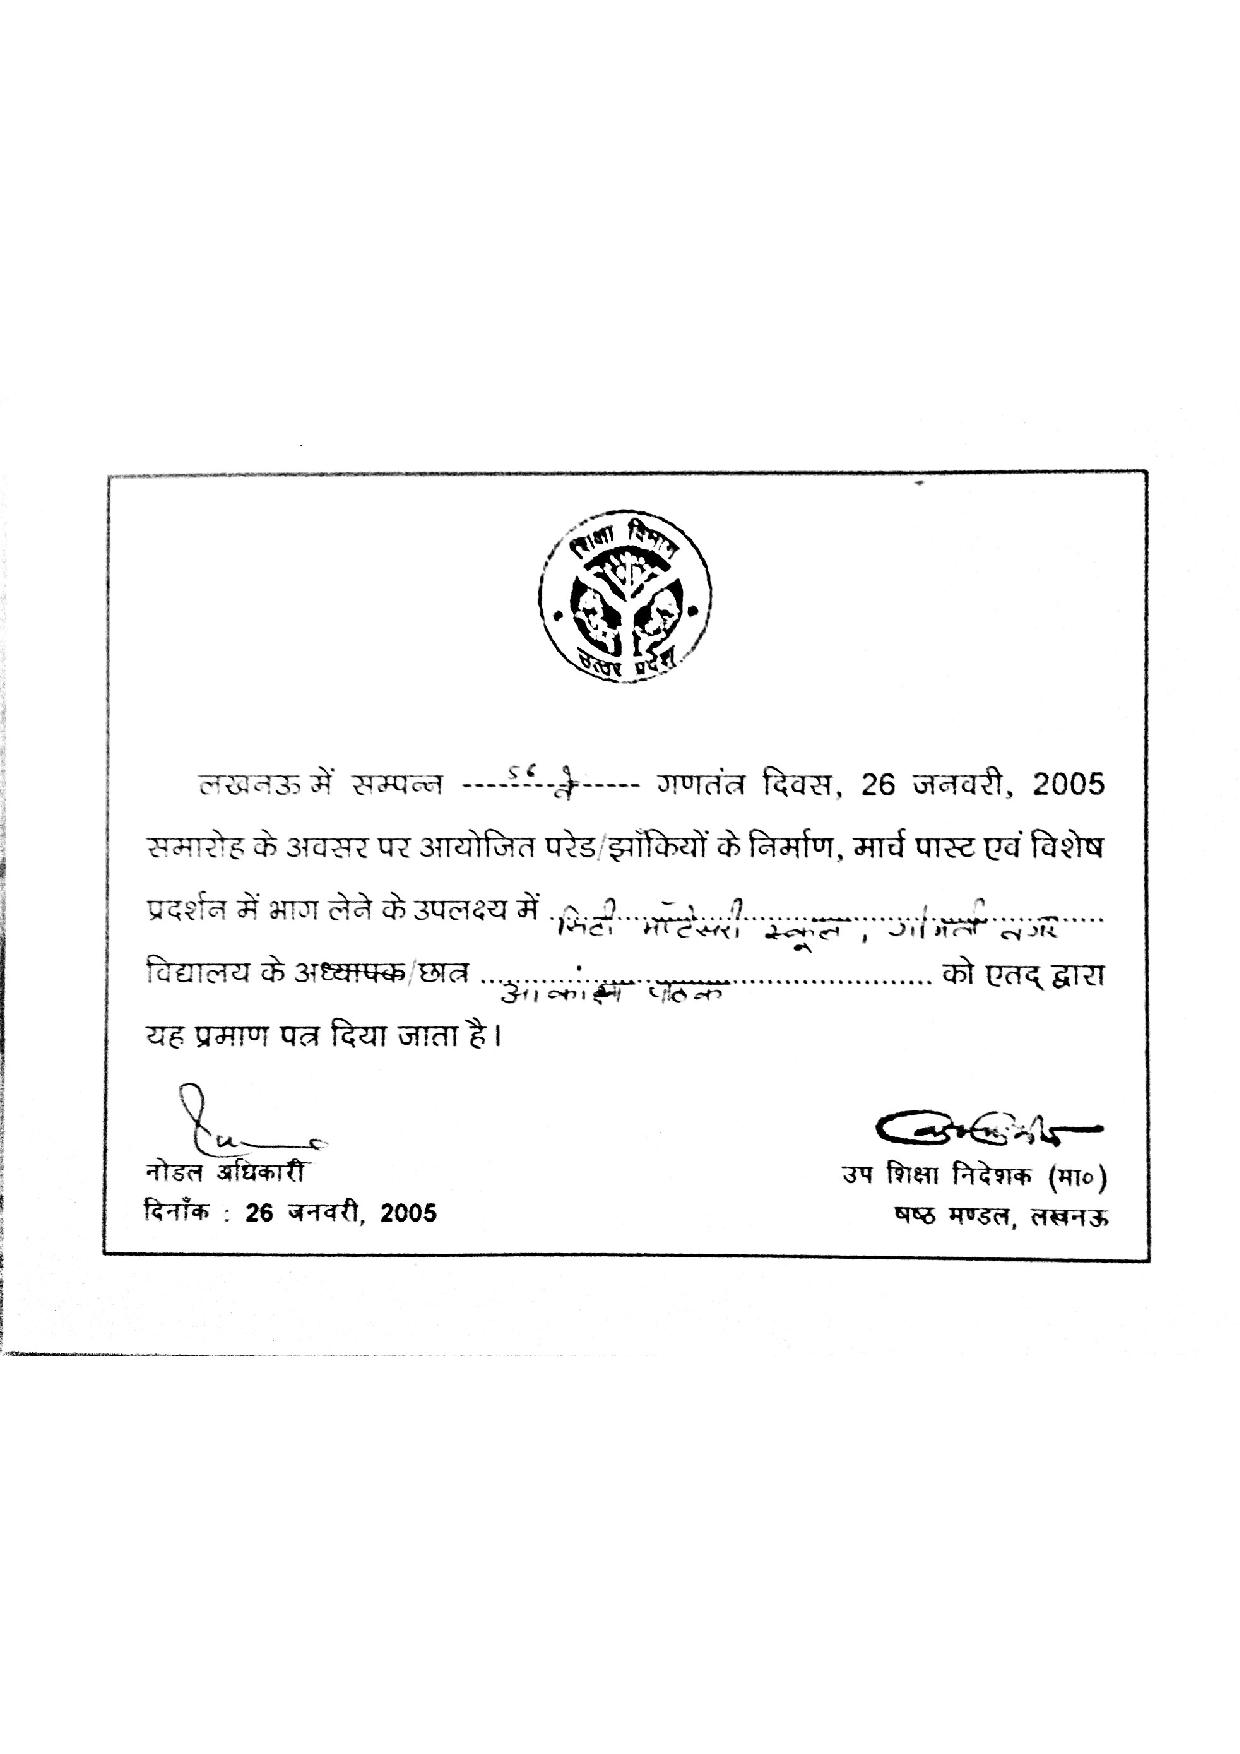 शिक्षा विभाग
उत्तर प्रदेश
लखनऊ में सम्पन्न --------56 वें------ गणतंत्र दिवस, 26 जनवरी, 2005
समारोह के अवसर पर आयोजित परेड/झाँकियों के निर्माण, मार्च पास्ट एवं विशेष
प्रदर्शन में भाग लेने के उपलक्ष्य में सिटी मॉंटेसरी स्कूल, गोमती नगर
विद्यालय के अध्यापक/छात्र आकांक्षा पाठक को एतद् द्वारा
यह प्रमाण पत्र दिया जाता है।
नोडल अधिकारी
उप शिक्षा निदेशक (मा०)
दिनाँक : 26 जनवरी, 2005
षष्ठ मण्डल, लखनऊ